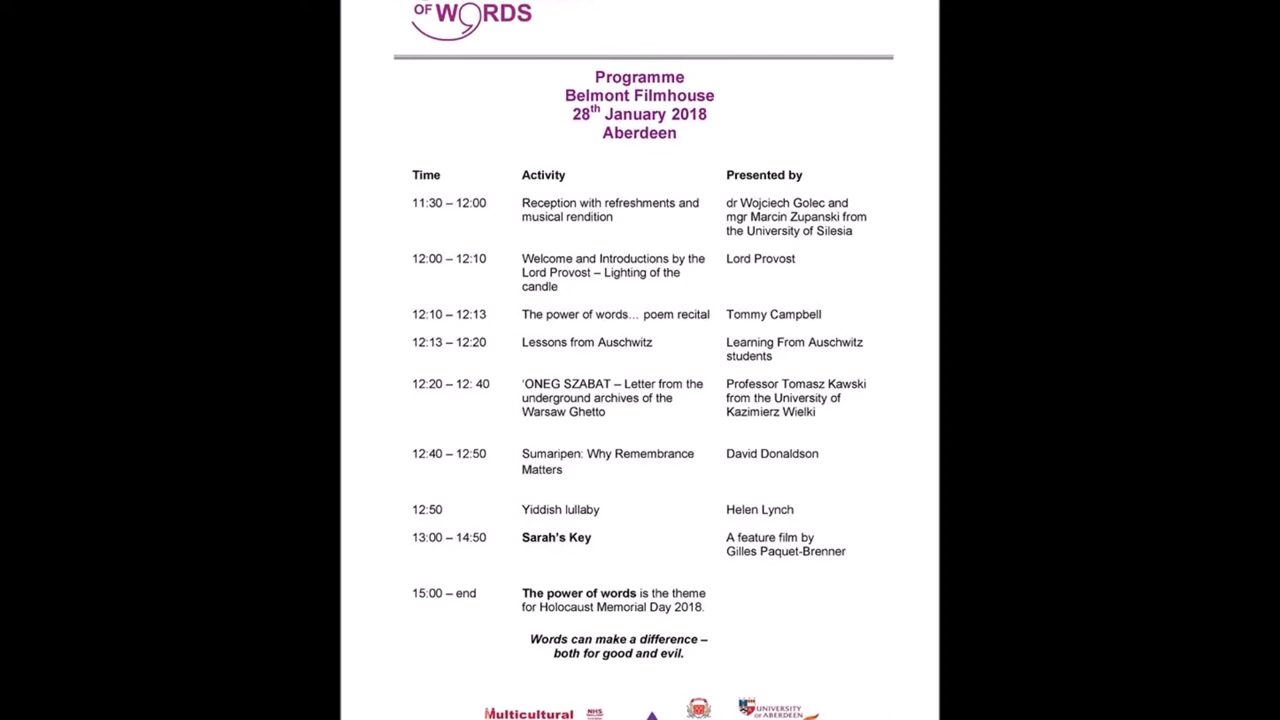 OF WORDS
Programme
Belmont Filmhouse
28th January 2018
Aberdeen
Time Activity Presented by
11:30 – 12:00 Reception with refreshments and dr Wojciech Golec and
musical rendition mgr Marcin Zupanski from
the University of Silesia
12:00 – 12:10 Welcome and Introductions by the Lord Provost
Lord Provost – Lighting of the
candle
12:10 – 12:13 The power of words... poem recital Tommy Campbell
12:13 – 12:20 Lessons from Auschwitz Learning From Auschwitz
students
12:20 – 12: 40 ‘ONEG SZABAT – Letter from the Professor Tomasz Kawski
underground archives of the from the University of
Warsaw Ghetto Kazimierz Wielki
12:40 – 12:50 Sumaripen: Why Remembrance David Donaldson
Matters
12:50 Yiddish lullaby Helen Lynch
13:00 – 14:50 Sarah’s Key A feature film by
Gilles Paquet-Brenner
15:00 – end The power of words is the theme
for Holocaust Memorial Day 2018.
Words can make a difference –
both for good and evil.
Multicultural NHS UNIVERSITY
OF ABERDEEN